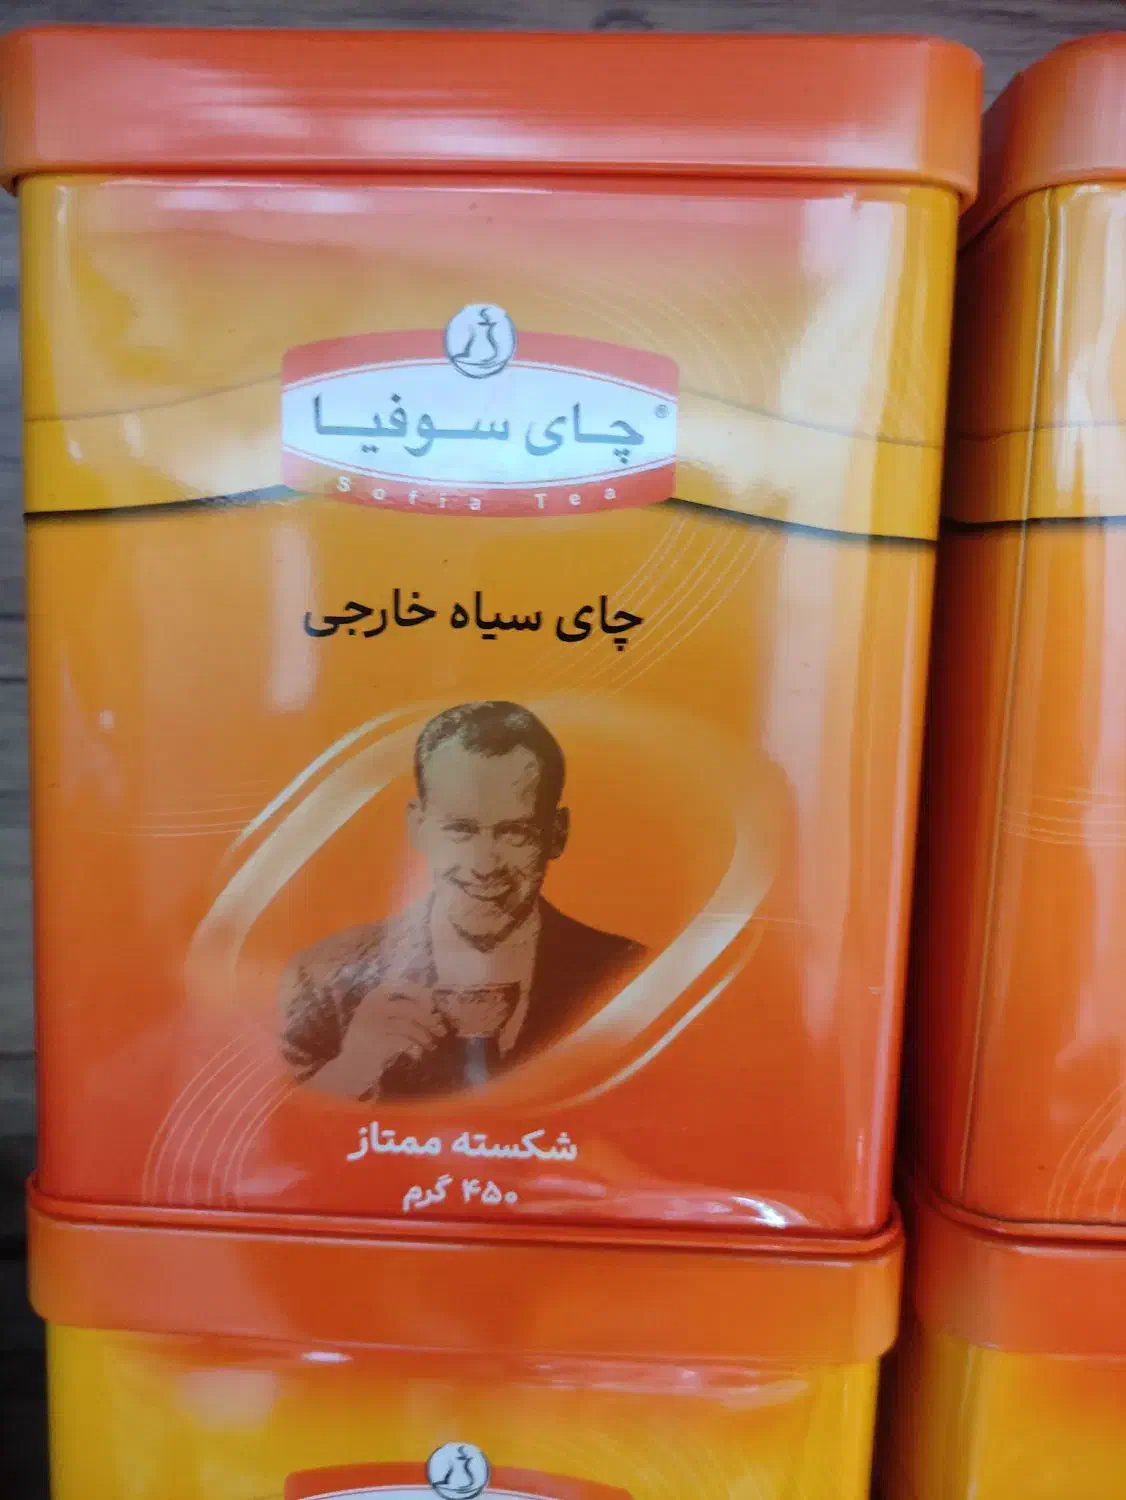 چای سوفیا ®
Sofia Tea
چای سیاه خارجی
شکسته ممتاز
۴۵۰ گرم